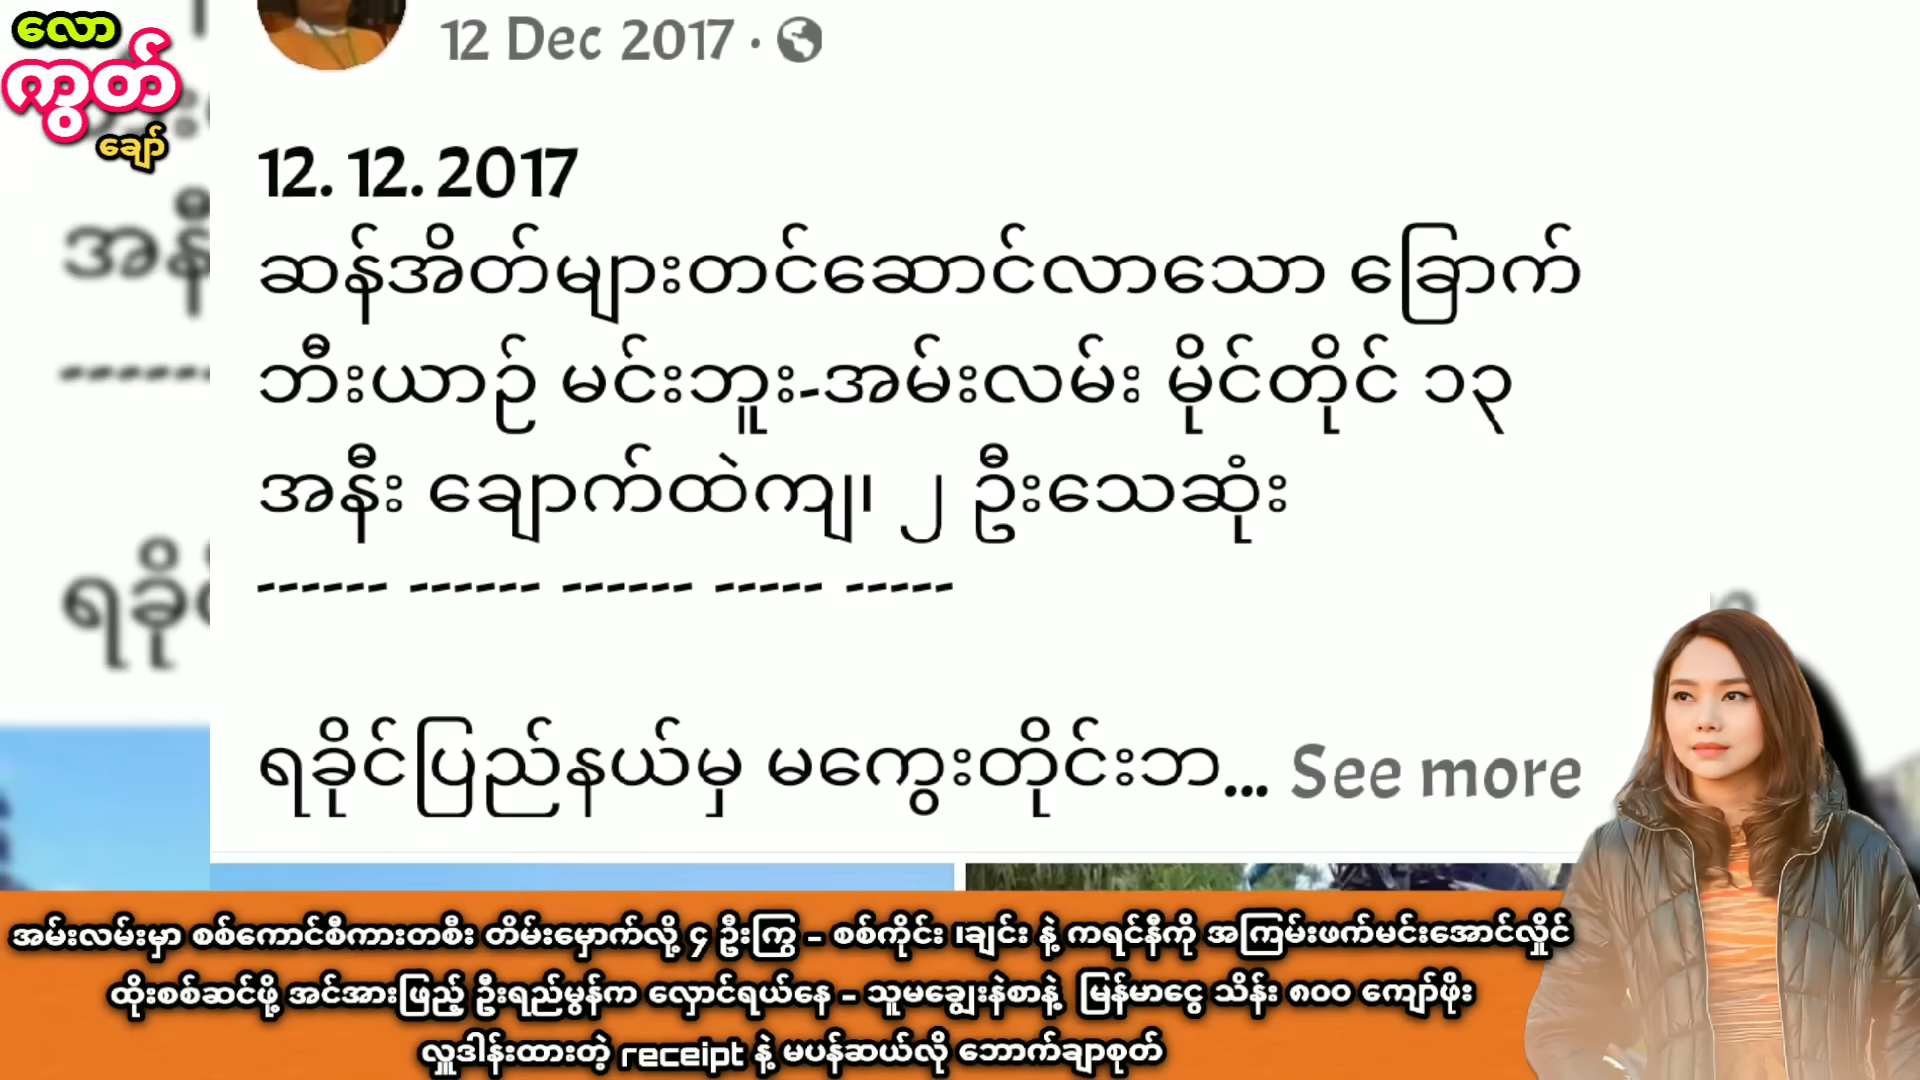 လော
ကွတ်
ချော်
12 Dec 2017 ·
12. 12. 2017
ဆန်အိတ်များတင်ဆောင်လာသော ခြောက်
ဘီးယာဉ် မင်းဘူး-အမ်းလမ်း မိုင်တိုင် ၁၃
အနီး ချောက်ထဲကျ၊ ၂ ဦးသေဆုံး
------ ------ ------ ----- -----
ရခိုင်ပြည်နယ်မှ မကွေးတိုင်းဘ... See more
အမ်းလမ်းမှာ စစ်ကောင်စီကားတစီး တိမ်းမှောက်လို့ ၄ ဦးကြွ – စစ်ကိုင်း ၊ချင်း နဲ့ ကရင်နီကို အကြမ်းဖက်မင်းအောင်လှိုင်
ထိုးစစ်ဆင်ဖို့ အင်အားဖြည့် ဦးရည်မွန်က လှောင်ရယ်နေ – သူမချွေးနဲစာနဲ့ မြန်မာငွေ သိန်း ၈၀၀ ကျော်ဖိုး
လှူဒါန်းထားတဲ့ receipt နဲ့ မပန်ဆယ်လို ဘောက်ချာစုတ်